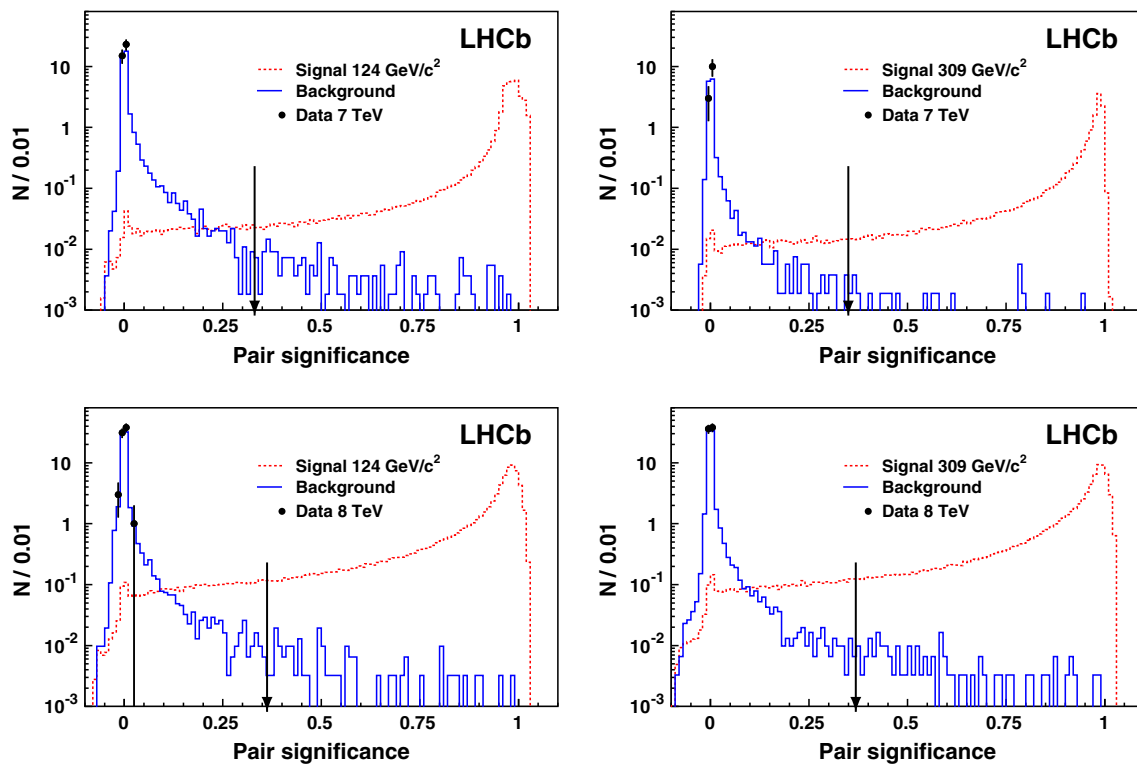 LHCb
Signal 124 GeV/c²
Background
Data 7 TeV
N / 0.01
10
1
10⁻¹
10⁻²
10⁻³
0 0.25 0.5 0.75 1
Pair significance
LHCb
Signal 309 GeV/c²
Background
Data 7 TeV
N / 0.01
10
1
10⁻¹
10⁻²
10⁻³
0 0.25 0.5 0.75 1
Pair significance
LHCb
Signal 124 GeV/c²
Background
Data 8 TeV
N / 0.01
10
1
10⁻¹
10⁻²
10⁻³
0 0.25 0.5 0.75 1
Pair significance
LHCb
Signal 309 GeV/c²
Background
Data 8 TeV
N / 0.01
10
1
10⁻¹
10⁻²
10⁻³
0 0.25 0.5 0.75 1
Pair significance